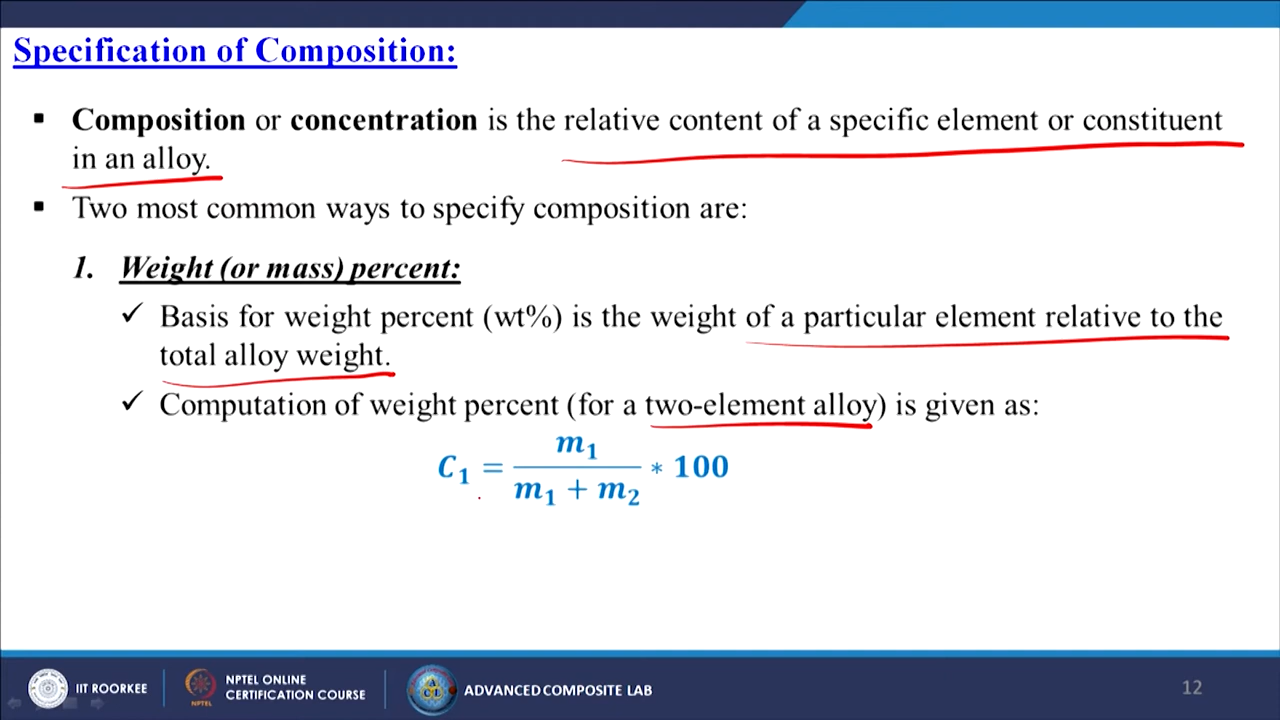 Specification of Composition:
▪ Composition or concentration is the relative content of a specific element or constituent
in an alloy.
▪ Two most common ways to specify composition are:
1. Weight (or mass) percent:
✓ Basis for weight percent (wt%) is the weight of a particular element relative to the
total alloy weight.
✓ Computation of weight percent (for a two-element alloy) is given as:
C₁ = m₁ / (m₁ + m₂) * 100
IIT ROORKEE
NPTEL
NPTEL ONLINE
CERTIFICATION COURSE
ADVANCED COMPOSITE LAB
12